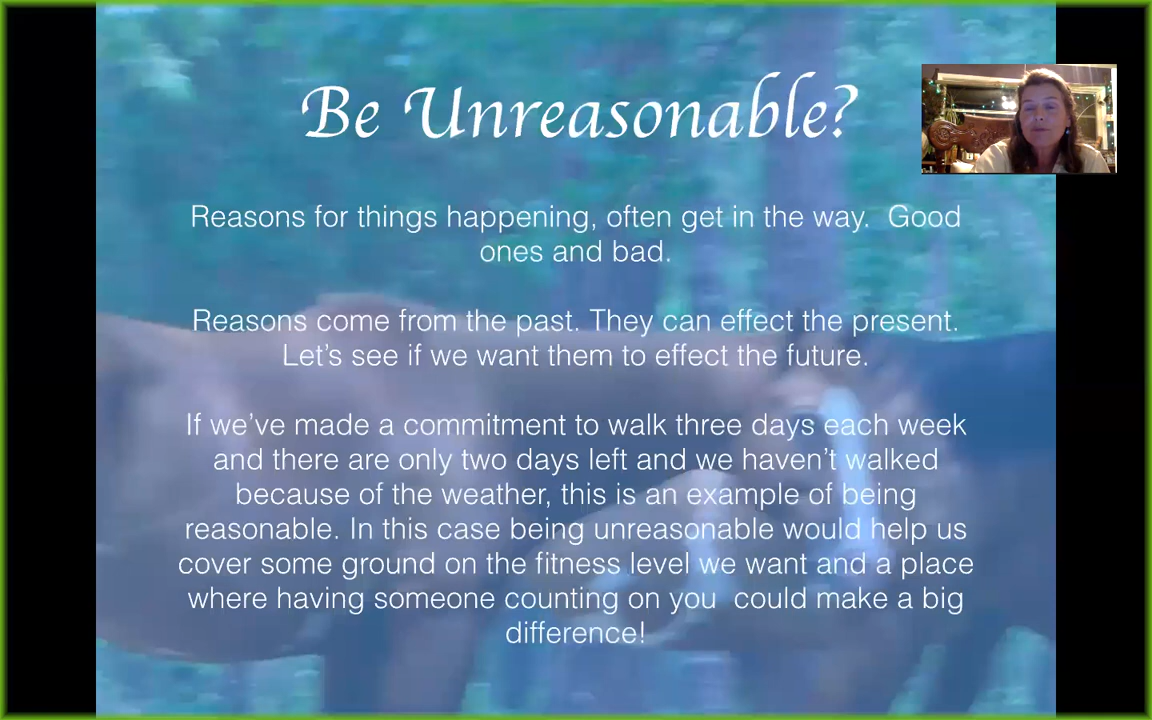 Be Unreasonable?
Reasons for things happening, often get in the way.  Good
ones and bad.
Reasons come from the past. They can effect the present.
Let’s see if we want them to effect the future.
If we’ve made a commitment to walk three days each week
and there are only two days left and we haven’t walked
because of the weather, this is an example of being
reasonable. In this case being unreasonable would help us
cover some ground on the fitness level we want and a place
where having someone counting on you  could make a big
difference!